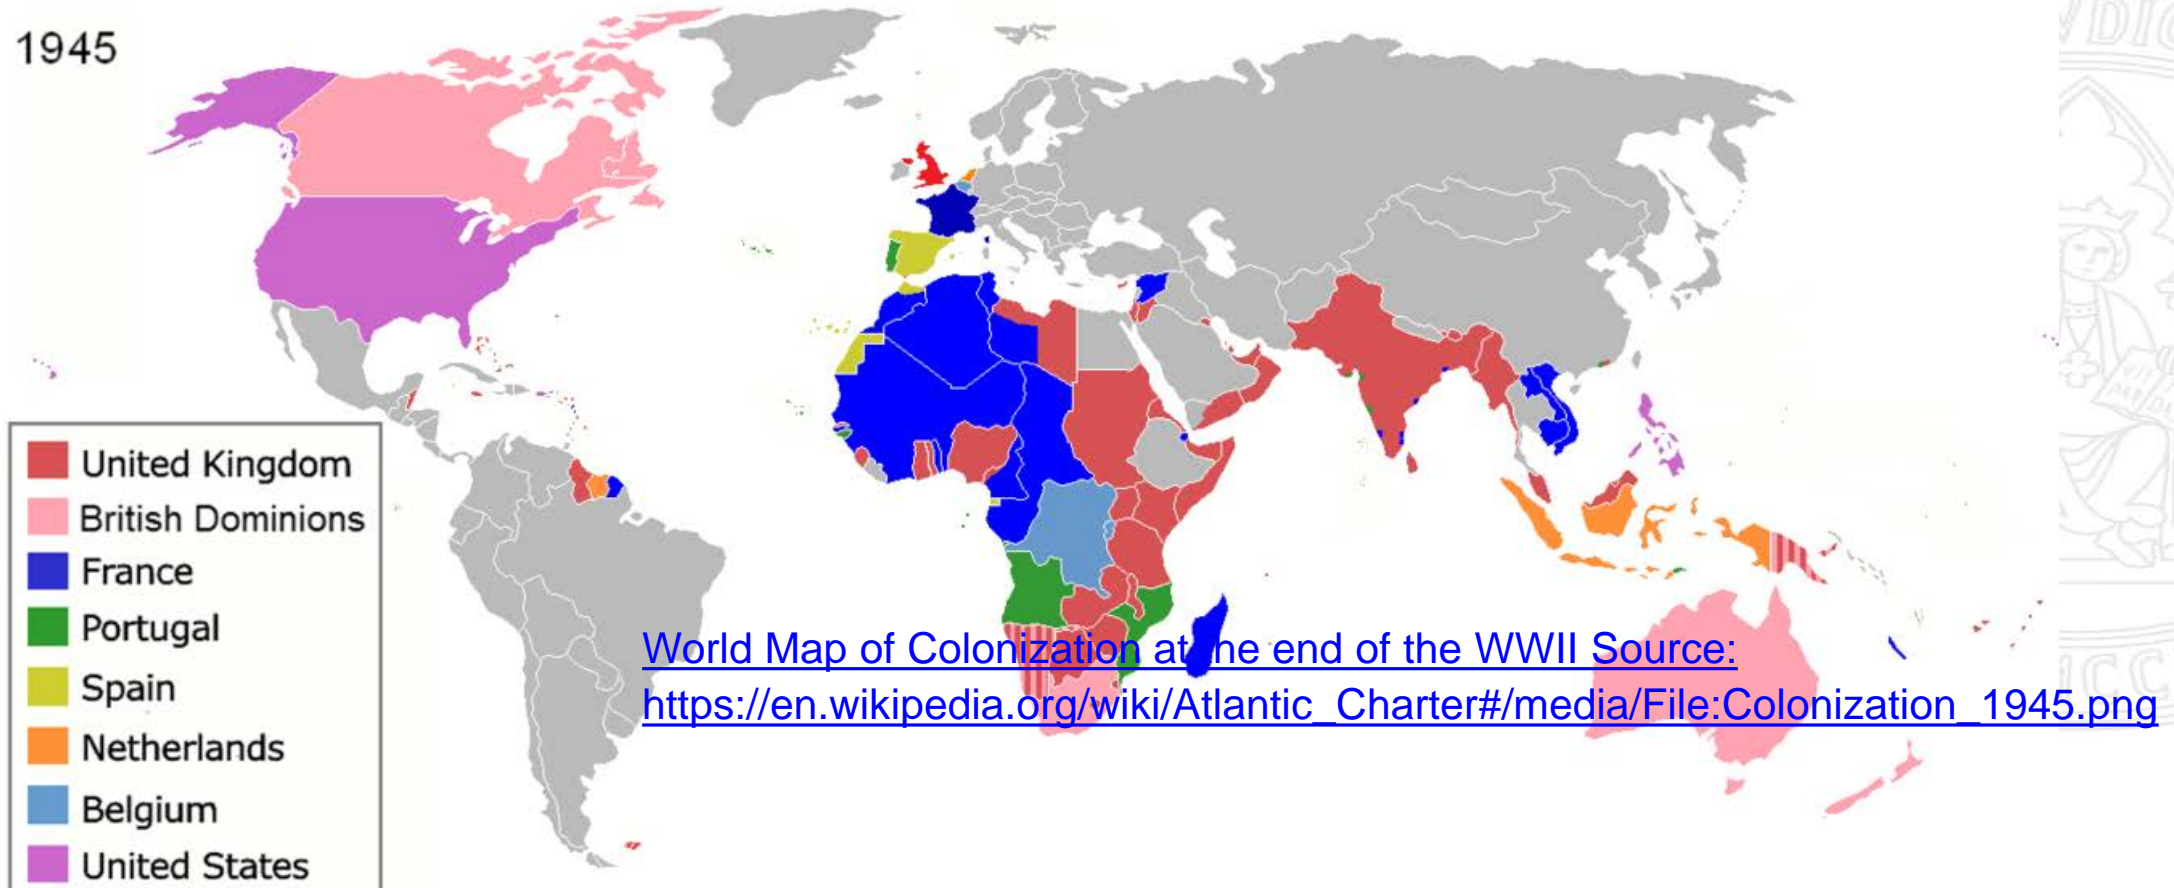 1945
United Kingdom
British Dominions
France
Portugal
Spain
Netherlands
Belgium
United States
World Map of Colonization at the end of the WWII Source:
https://en.wikipedia.org/wiki/Atlantic_Charter#/media/File:Colonization_1945.png